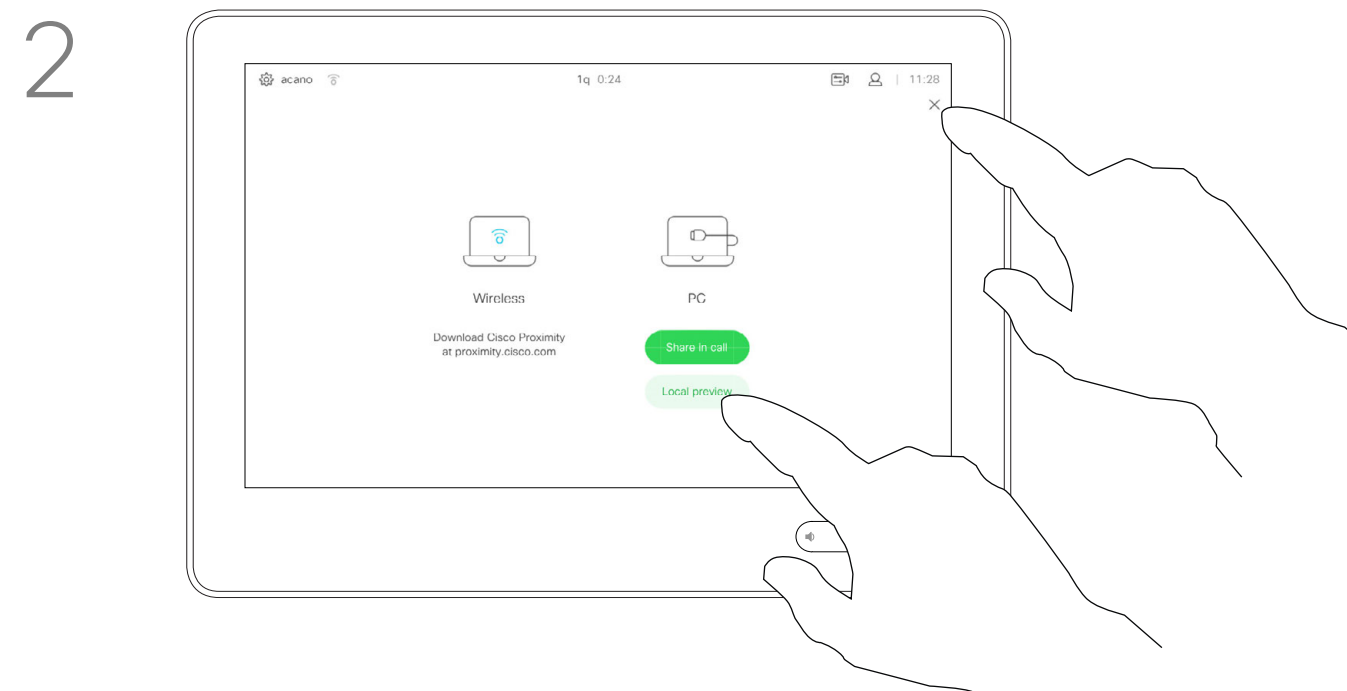 2
acano
1q 0:24
11:28
Wireless
PC
Download Cisco Proximity
at proximity.cisco.com
Share in call
Local preview